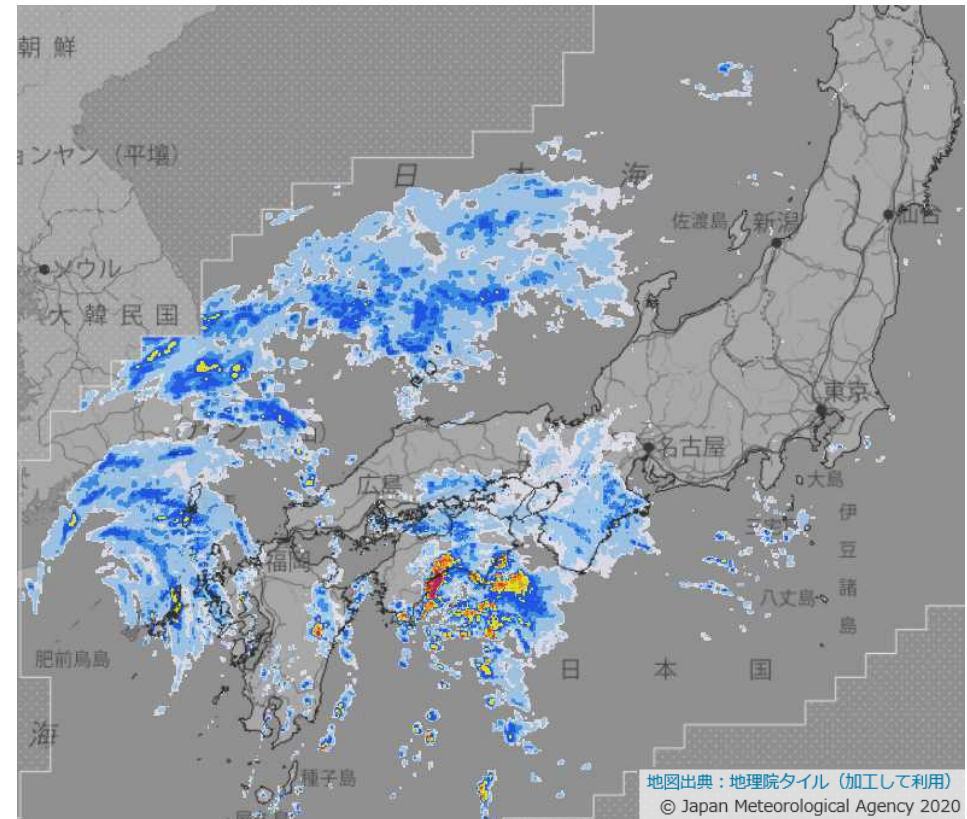 朝 鮮
ョンヤン（平壌）
日 本 海
佐渡島
新潟
仙台
ソウル
大 韓 民 国
東京
名古屋
大島
広島
伊
豆
諸
島
福岡
八丈島
肥前鳥島
日 本 国
海
種子島
地図出典：地理院タイル（加工して利用）
© Japan Meteorological Agency 2020